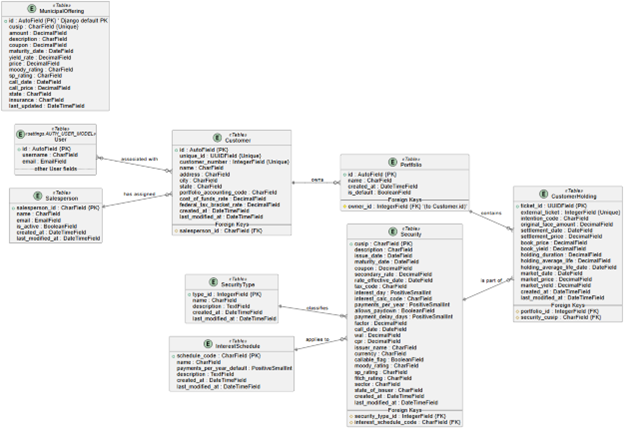 «Table»
MunicipalOffering
id : AutoField {PK} ' Django default PK
cusip : CharField {Unique}
amount : DecimalField
description : CharField
coupon : DecimalField
maturity_date : DateField
yield_rate : DecimalField
price : DecimalField
moody_rating : CharField
sp_rating : CharField
call_date : DateField
call_price : DecimalField
state : CharField
insurance : CharField
last_updated : DateTimeField
«Table»
«settings.AUTH_USER_MODEL»
User
id : AutoField {PK}
username : CharField
email : EmailField
other User fields
«Table»
Salesperson
salesperson_id : CharField {PK}
name : CharField
email : EmailField
is_active : BooleanField
created_at : DateTimeField
last_modified_at : DateTimeField
associated with
has assigned
«Table»
Customer
id : AutoField {PK}
unique_id : UUIDField {Unique}
customer_number : IntegerField {Unique}
name : CharField
address : CharField
city : CharField
state : CharField
portfolio_accounting_code : CharField
cost_of_funds_rate : DecimalField
federal_tax_bracket_rate : DecimalField
created_at : DateTimeField
last_modified_at : DateTimeField
Foreign Keys
salesperson_id : CharField {FK}
owns
«Table»
Portfolio
id : AutoField {PK}
name : CharField
created_at : DateTimeField
is_default : BooleanField
Foreign Keys
owner_id : IntegerField {FK} '(to Customer.id)'
contains
«Table»
CustomerHolding
ticket_id : UUIDField {PK}
external_ticket : IntegerField {Unique}
intention_code : CharField
original_face_amount : DecimalField
settlement_date : DateField
settlement_price : DecimalField
book_price : DecimalField
book_yield : DecimalField
holding_duration : DecimalField
holding_average_life : DecimalField
holding_average_life_date : DateField
market_date : DateField
market_price : DecimalField
market_yield : DecimalField
created_at : DateTimeField
last_modified_at : DateTimeField
Foreign Keys
portfolio_id : IntegerField {FK}
security_cusip : CharField {FK}
is part of
«Table»
Security
cusip : CharField {PK}
description : CharField
issue_date : DateField
maturity_date : DateField
coupon : DecimalField
secondary_rate : DecimalField
rate_effective_date : DateField
tax_code : CharField
interest_day : PositiveSmallInt
interest_calc_code : CharField
payments_per_year : PositiveSmallInt
allows_paydown : BooleanField
payment_delay_days : PositiveSmallInt
factor : DecimalField
call_date : DateField
wal : DecimalField
cpr : DecimalField
issuer_name : CharField
currency : CharField
callable_flag : BooleanField
moody_rating : CharField
sp_rating : CharField
fitch_rating : CharField
sector : CharField
state_of_issuer : CharField
created_at : DateTimeField
last_modified_at : DateTimeField
Foreign Keys
security_type_id : IntegerField {FK}
interest_schedule_code : CharField {FK}
«Table»
SecurityType
type_id : IntegerField {PK}
name : CharField
description : TextField
created_at : DateTimeField
last_modified_at : DateTimeField
classifies
«Table»
InterestSchedule
schedule_code : CharField {PK}
name : CharField
payments_per_year_default : PositiveSmallInt
description : TextField
created_at : DateTimeField
last_modified_at : DateTimeField
applies to